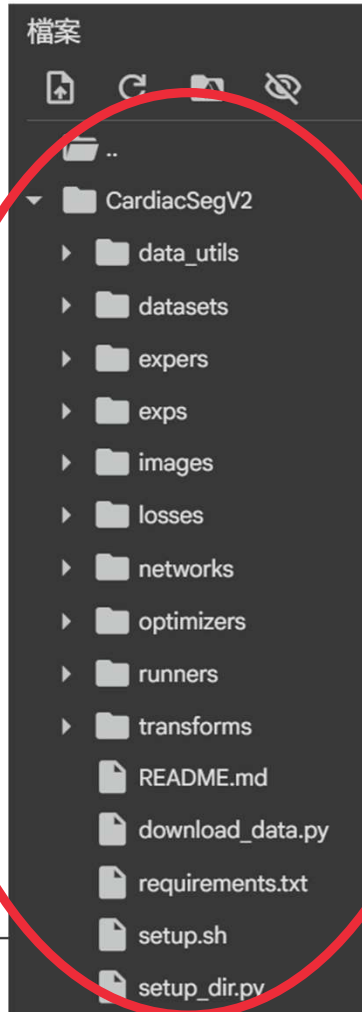 檔案
..
CardiacSegV2
data_utils
datasets
expers
exps
images
losses
networks
optimizers
runners
transforms
README.md
download_data.py
requirements.txt
setup.sh
setup_dir.py